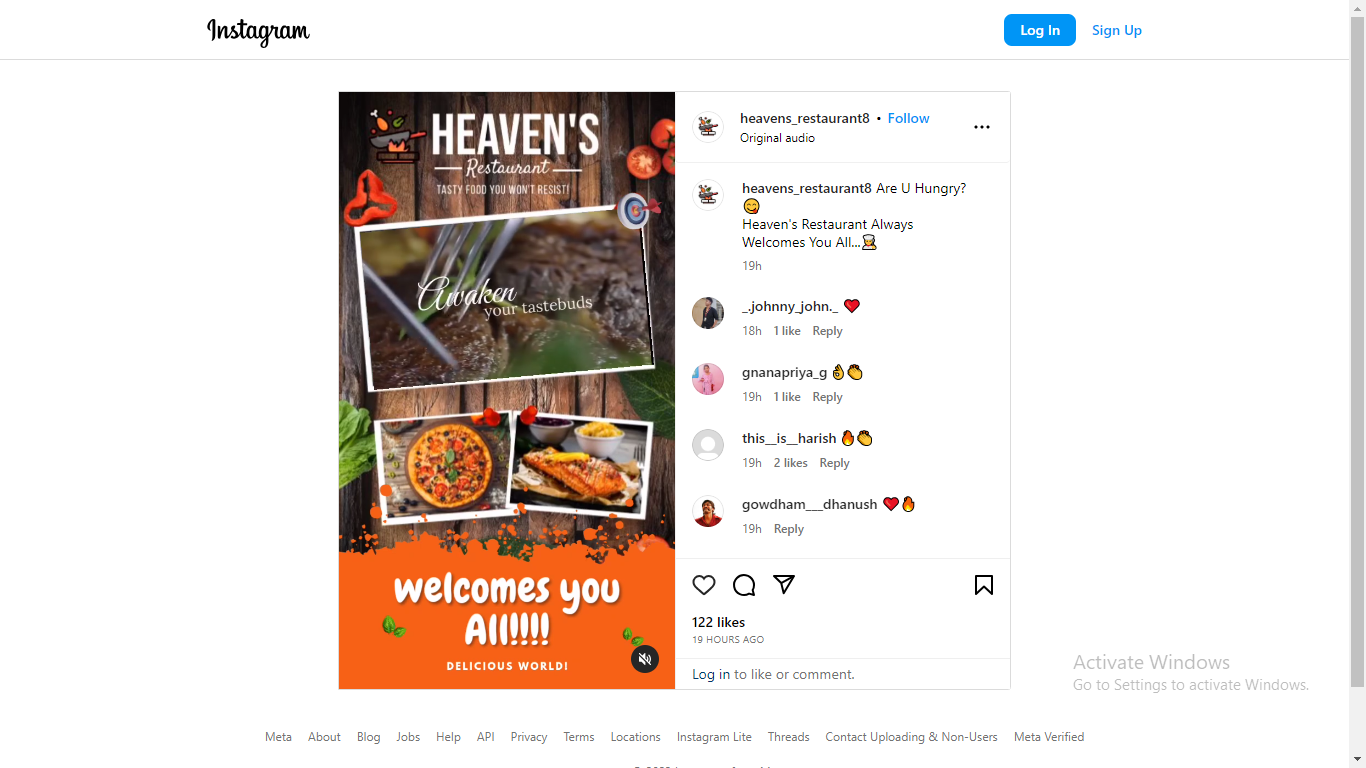 Instagram
Log In
Sign Up
HEAVEN'S
Restaurant
TASTY FOOD YOU WON'T RESIST!
Awaken
your tastebuds
welcomes you
All!!!!
DELICIOUS WORLD!
heavens_restaurant8 • Follow
Original audio
heavens_restaurant8 Are U Hungry?
😋
Heaven's Restaurant Always
Welcomes You All...👨‍🍳
19h
_.johnny_john._ ❤️
18h 1 like Reply
gnanapriya_g 👌👏
19h 1 like Reply
this__is__harish 🔥👏
19h 2 likes Reply
gowdham___dhanush ❤️🔥
19h Reply
122 likes
19 HOURS AGO
Log in to like or comment.
Activate Windows
Go to Settings to activate Windows.
Meta About Blog Jobs Help API Privacy Terms Locations Instagram Lite Threads Contact Uploading & Non-Users Meta Verified